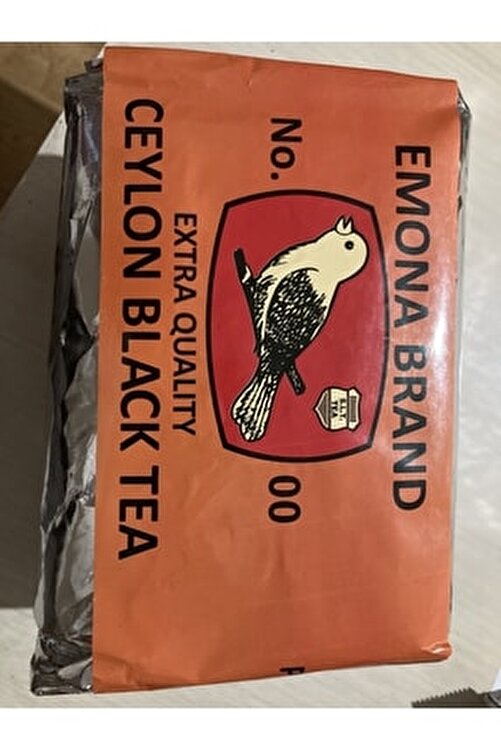 EMONA BRAND
No. 00
EXTRA QUALITY
CEYLON BLACK TEA